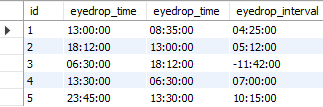 id eyedrop_time eyedrop_time eyedrop_interval
1 13:00:00 08:35:00 04:25:00
2 18:12:00 13:00:00 05:12:00
3 06:30:00 18:12:00 -11:42:00
4 13:30:00 06:30:00 07:00:00
5 23:45:00 13:30:00 10:15:00